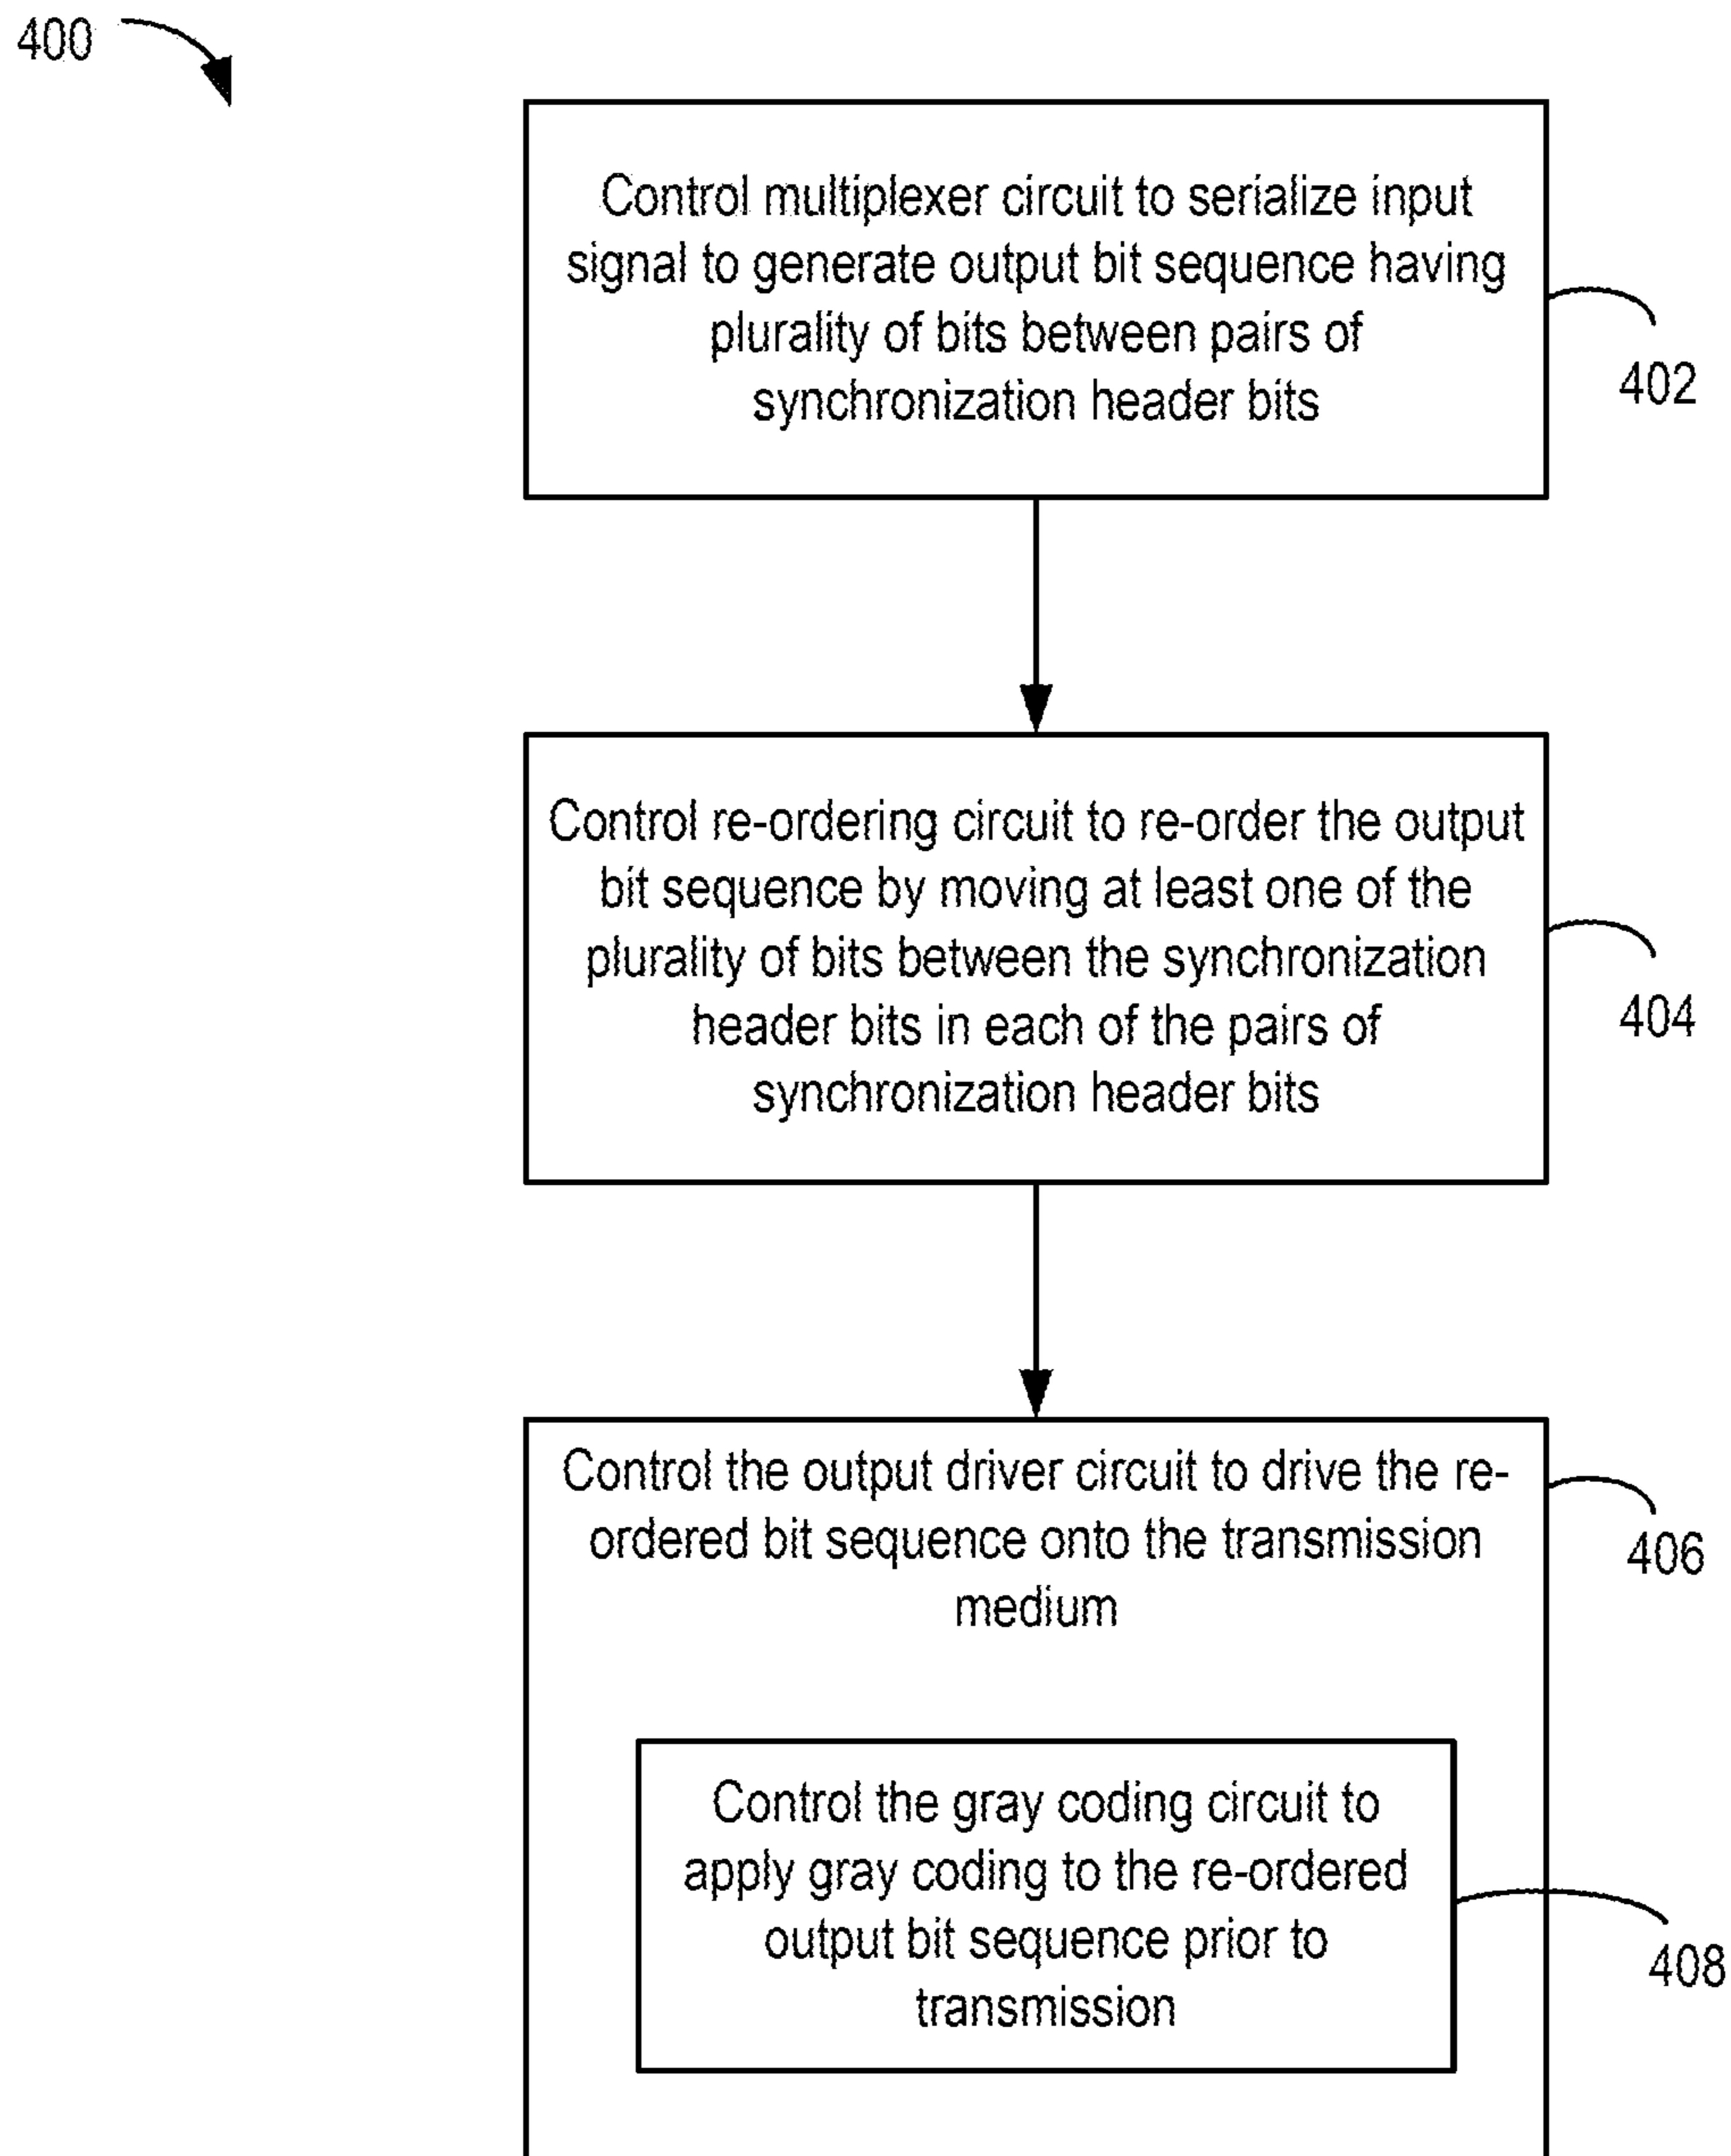 400
Control multiplexer circuit to serialize input
signal to generate output bit sequence having
plurality of bits between pairs of
synchronization header bits
402
Control re-ordering circuit to re-order the output
bit sequence by moving at least one of the
plurality of bits between the synchronization
header bits in each of the pairs of
synchronization header bits
404
Control the output driver circuit to drive the re-
ordered bit sequence onto the transmission
medium
406
Control the gray coding circuit to
apply gray coding to the re-ordered
output bit sequence prior to
transmission
408